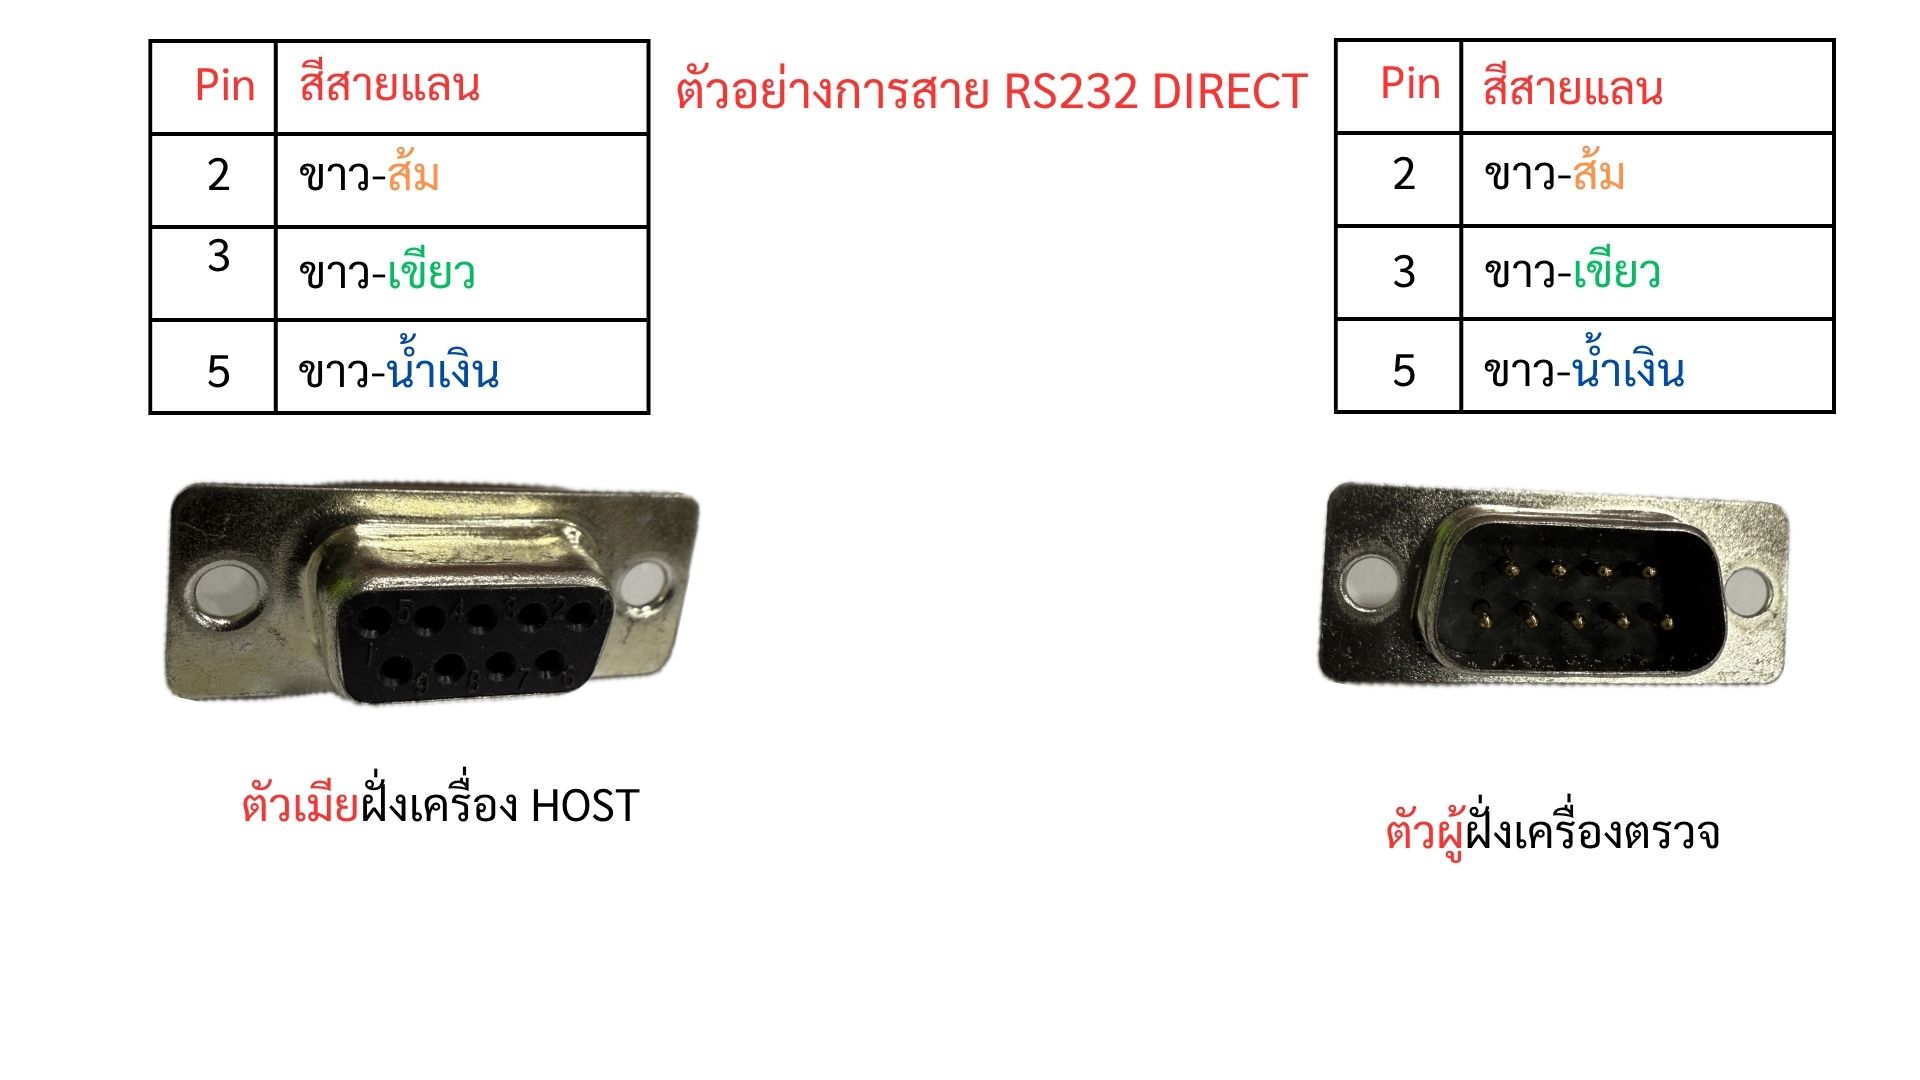 Pin สีสายแลน
2 ขาว-ส้ม
3 ขาว-เขียว
5 ขาว-น้ำเงิน
ตัวอย่างการสาย RS232 DIRECT
Pin สีสายแลน
2 ขาว-ส้ม
3 ขาว-เขียว
5 ขาว-น้ำเงิน
5 4 3 2 1
9 8 7 6
ตัวเมียฝั่งเครื่อง HOST
ตัวผู้ฝั่งเครื่องตรวจ